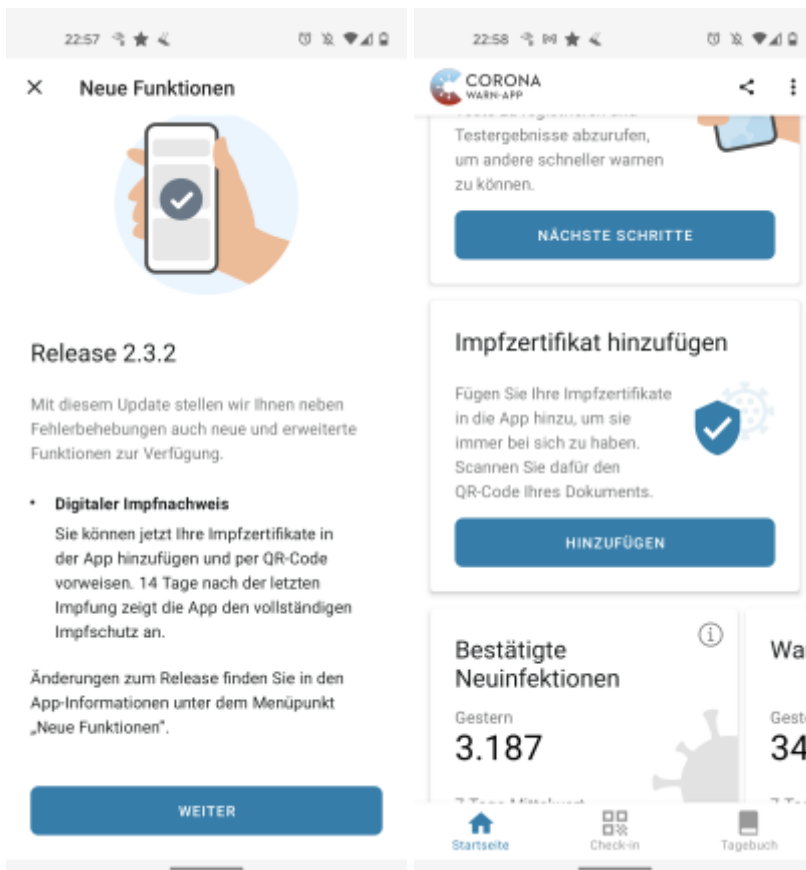 22:57
Neue Funktionen
Release 2.3.2
Mit diesem Update stellen wir Ihnen neben
Fehlerbehebungen auch neue und erweiterte
Funktionen zur Verfügung.
• Digitaler Impfnachweis
Sie können jetzt Ihre Impfzertifikate in
der App hinzufügen und per QR-Code
vorweisen. 14 Tage nach der letzten
Impfung zeigt die App den vollständigen
Impfschutz an.
Änderungen zum Release finden Sie in den
App-Informationen unter dem Menüpunkt
„Neue Funktionen".
WEITER
22:58
CORONA
WARN-APP
Testergebnisse abzurufen,
um andere schneller warnen
zu können.
NÄCHSTE SCHRITTE
Impfzertifikat hinzufügen
Fügen Sie Ihre Impfzertifikate
in die App hinzu, um sie
immer bei sich zu haben.
Scannen Sie dafür den
QR-Code Ihres Dokuments.
HINZUFÜGEN
Bestätigte
Neuinfektionen
Gestern
3.187
Wa
Gest
34
Startseite
Check-in
Tagebuch